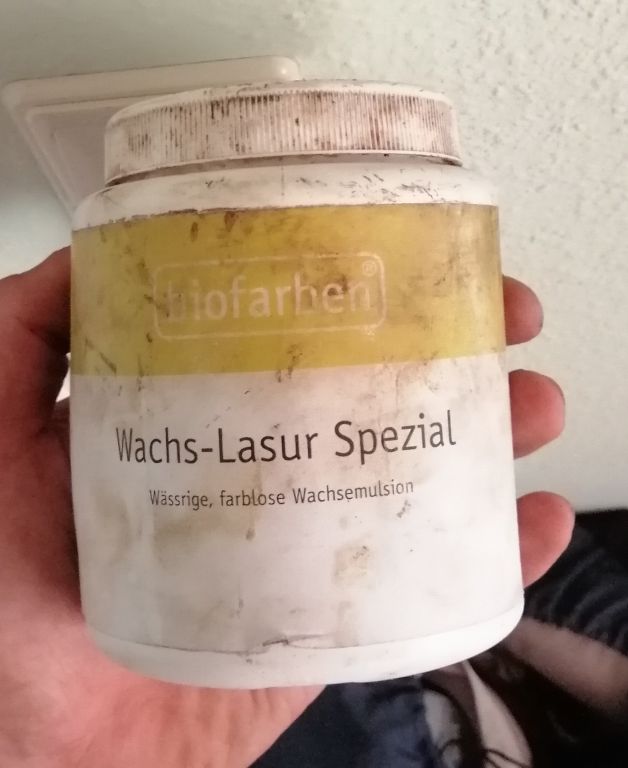 biofarben®
Wachs-Lasur Spezial
Wässrige, farblose Wachsemulsion